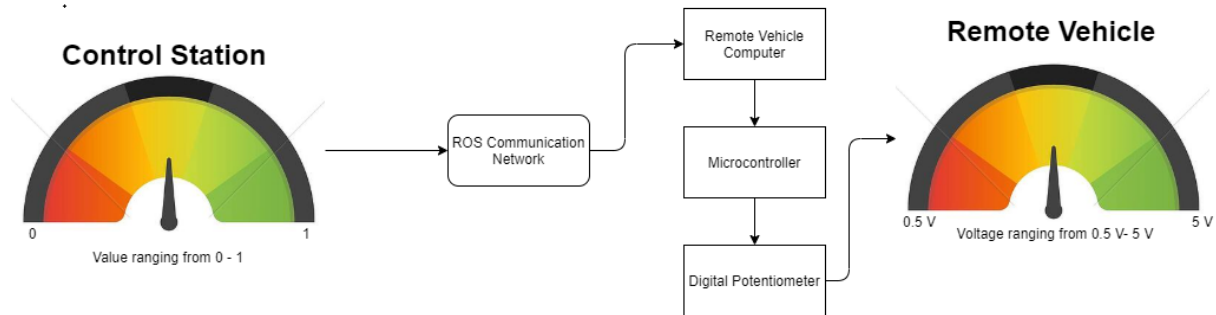 Control Station
0
1
Value ranging from 0 - 1
ROS Communication
Network
Remote Vehicle
Computer
Microcontroller
Digital Potentiometer
Remote Vehicle
0.5 V
5 V
Voltage ranging from 0.5 V- 5 V